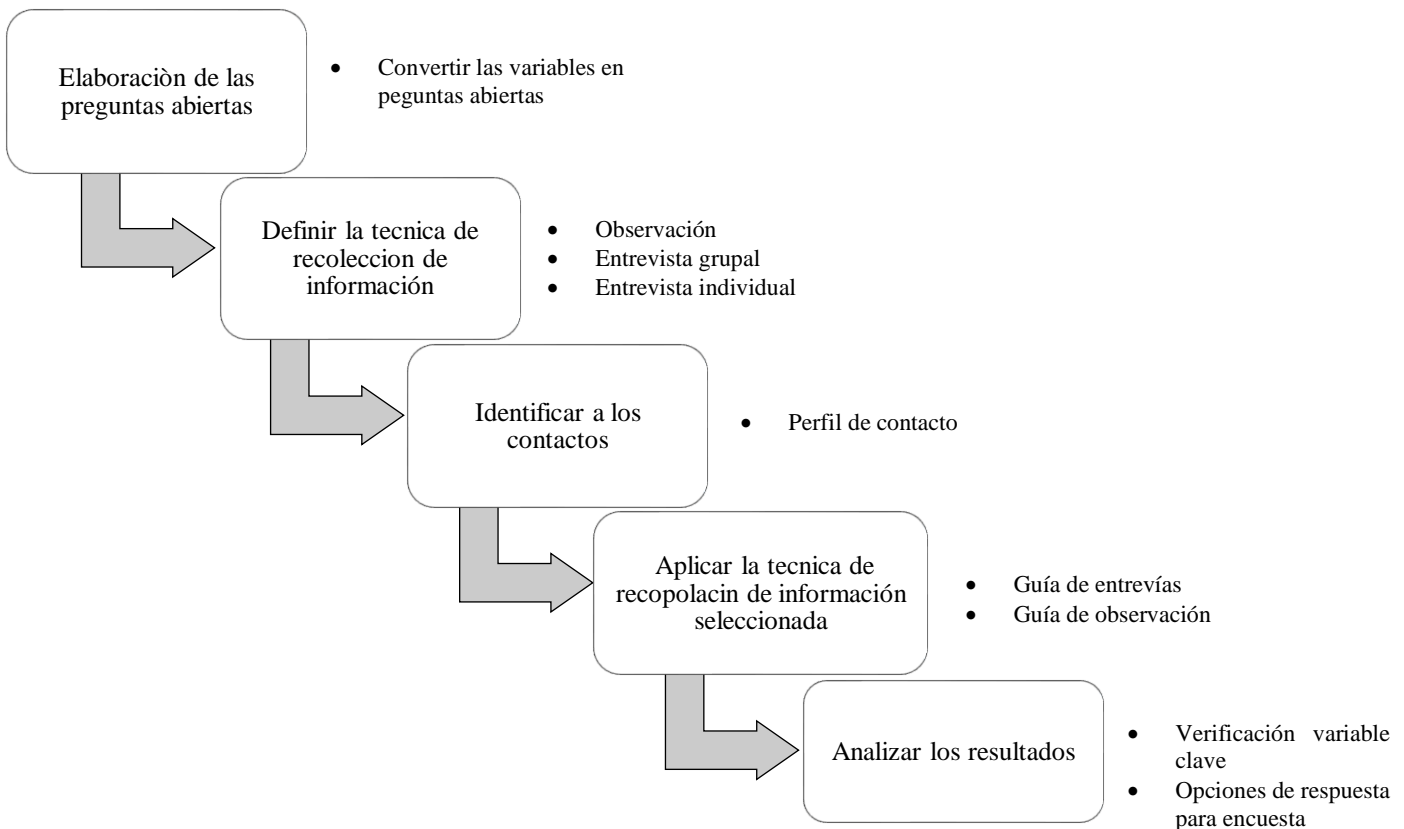 Elaboraciòn de las
preguntas abiertas
• Convertir las variables en
peguntas abiertas
Definir la tecnica de
recoleccion de
información
• Observación
• Entrevista grupal
• Entrevista individual
Identificar a los
contactos
• Perfil de contacto
Aplicar la tecnica de
recopolacin de información
seleccionada
• Guía de entrevías
• Guía de observación
Analizar los resultados
• Verificación variable
clave
• Opciones de respuesta
para encuesta